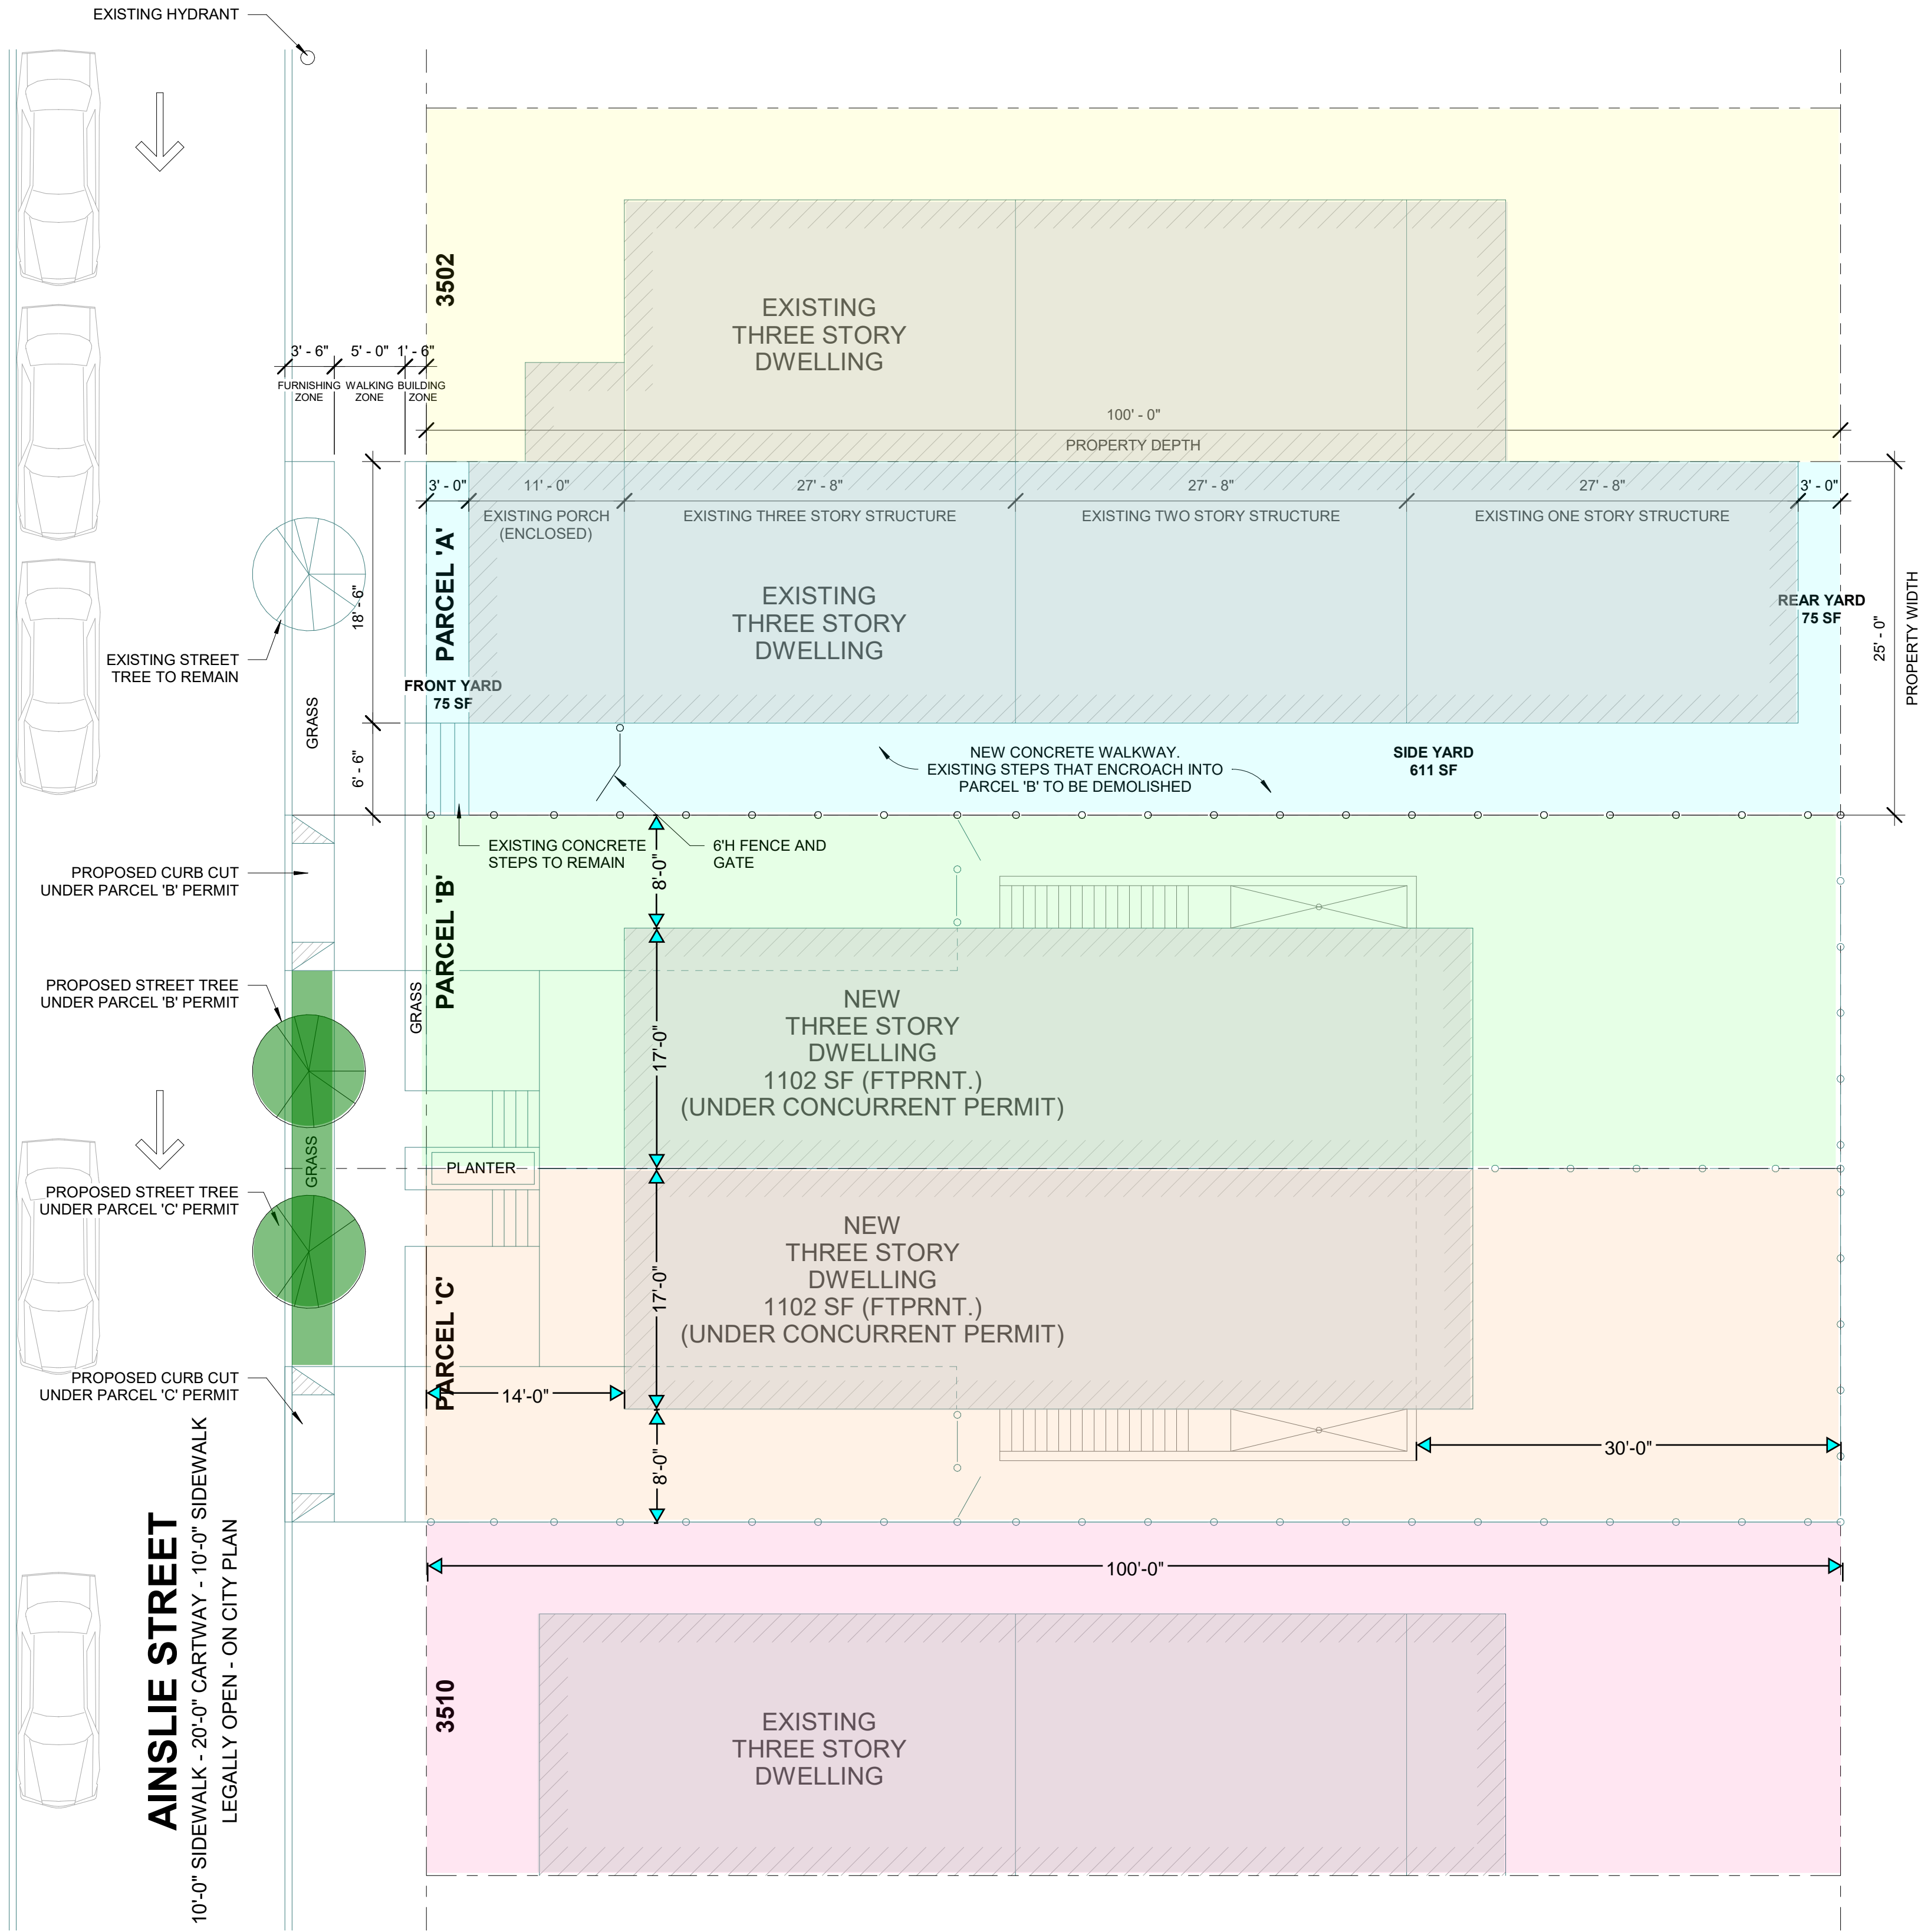 EXISTING HYDRANT
3502
EXISTING
THREE STORY
DWELLING
3' - 6"
5' - 0"
1' - 6"
FURNISHING
ZONE
WALKING
ZONE
BUILDING
ZONE
100' - 0"
PROPERTY DEPTH
3' - 0"
11' - 0"
27' - 8"
27' - 8"
27' - 8"
3' - 0"
EXISTING PORCH
(ENCLOSED)
EXISTING THREE STORY STRUCTURE
EXISTING TWO STORY STRUCTURE
EXISTING ONE STORY STRUCTURE
PARCEL 'A'
18' - 6"
EXISTING
THREE STORY
DWELLING
REAR YARD
75 SF
25' - 0"
PROPERTY WIDTH
EXISTING STREET
TREE TO REMAIN
FRONT YARD
75 SF
GRASS
6' - 6"
NEW CONCRETE WALKWAY.
EXISTING STEPS THAT ENCROACH INTO
PARCEL 'B' TO BE DEMOLISHED
SIDE YARD
611 SF
EXISTING CONCRETE
STEPS TO REMAIN
6'H FENCE AND
GATE
8'-0"
PROPOSED CURB CUT
UNDER PARCEL 'B' PERMIT
PARCEL 'B'
PROPOSED STREET TREE
UNDER PARCEL 'B' PERMIT
GRASS
17'-0"
NEW
THREE STORY
DWELLING
1102 SF (FTPRNT.)
(UNDER CONCURRENT PERMIT)
GRASS
PLANTER
PROPOSED STREET TREE
UNDER PARCEL 'C' PERMIT
PARCEL 'C'
17'-0"
NEW
THREE STORY
DWELLING
1102 SF (FTPRNT.)
(UNDER CONCURRENT PERMIT)
PROPOSED CURB CUT
UNDER PARCEL 'C' PERMIT
14'-0"
8'-0"
30'-0"
AINSLIE STREET
10'-0" SIDEWALK - 20'-0" CARTWAY - 10'-0" SIDEWALK
LEGALLY OPEN - ON CITY PLAN
100'-0"
3510
EXISTING
THREE STORY
DWELLING